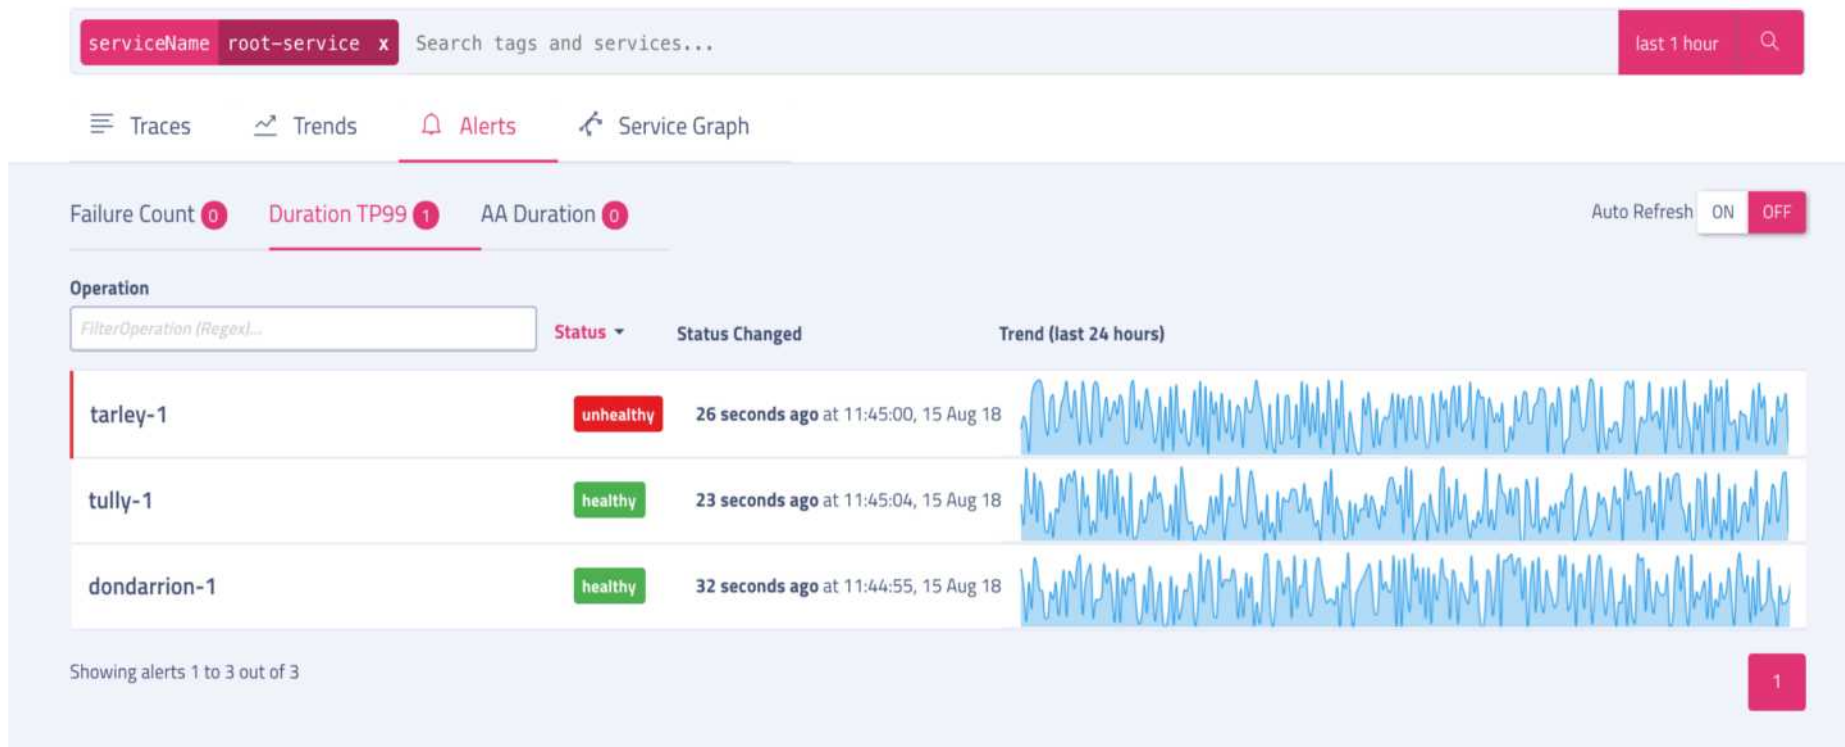 serviceName root-service x Search tags and services... last 1 hour
Traces Trends Alerts Service Graph
Failure Count 0 Duration TP99 1 AA Duration 0 Auto Refresh ON OFF
Operation
FilterOperation (Regex)... Status Status Changed Trend (last 24 hours)
tarley-1 unhealthy 26 seconds ago at 11:45:00, 15 Aug 18
tully-1 healthy 23 seconds ago at 11:45:04, 15 Aug 18
dondarrion-1 healthy 32 seconds ago at 11:44:55, 15 Aug 18
Showing alerts 1 to 3 out of 3 1